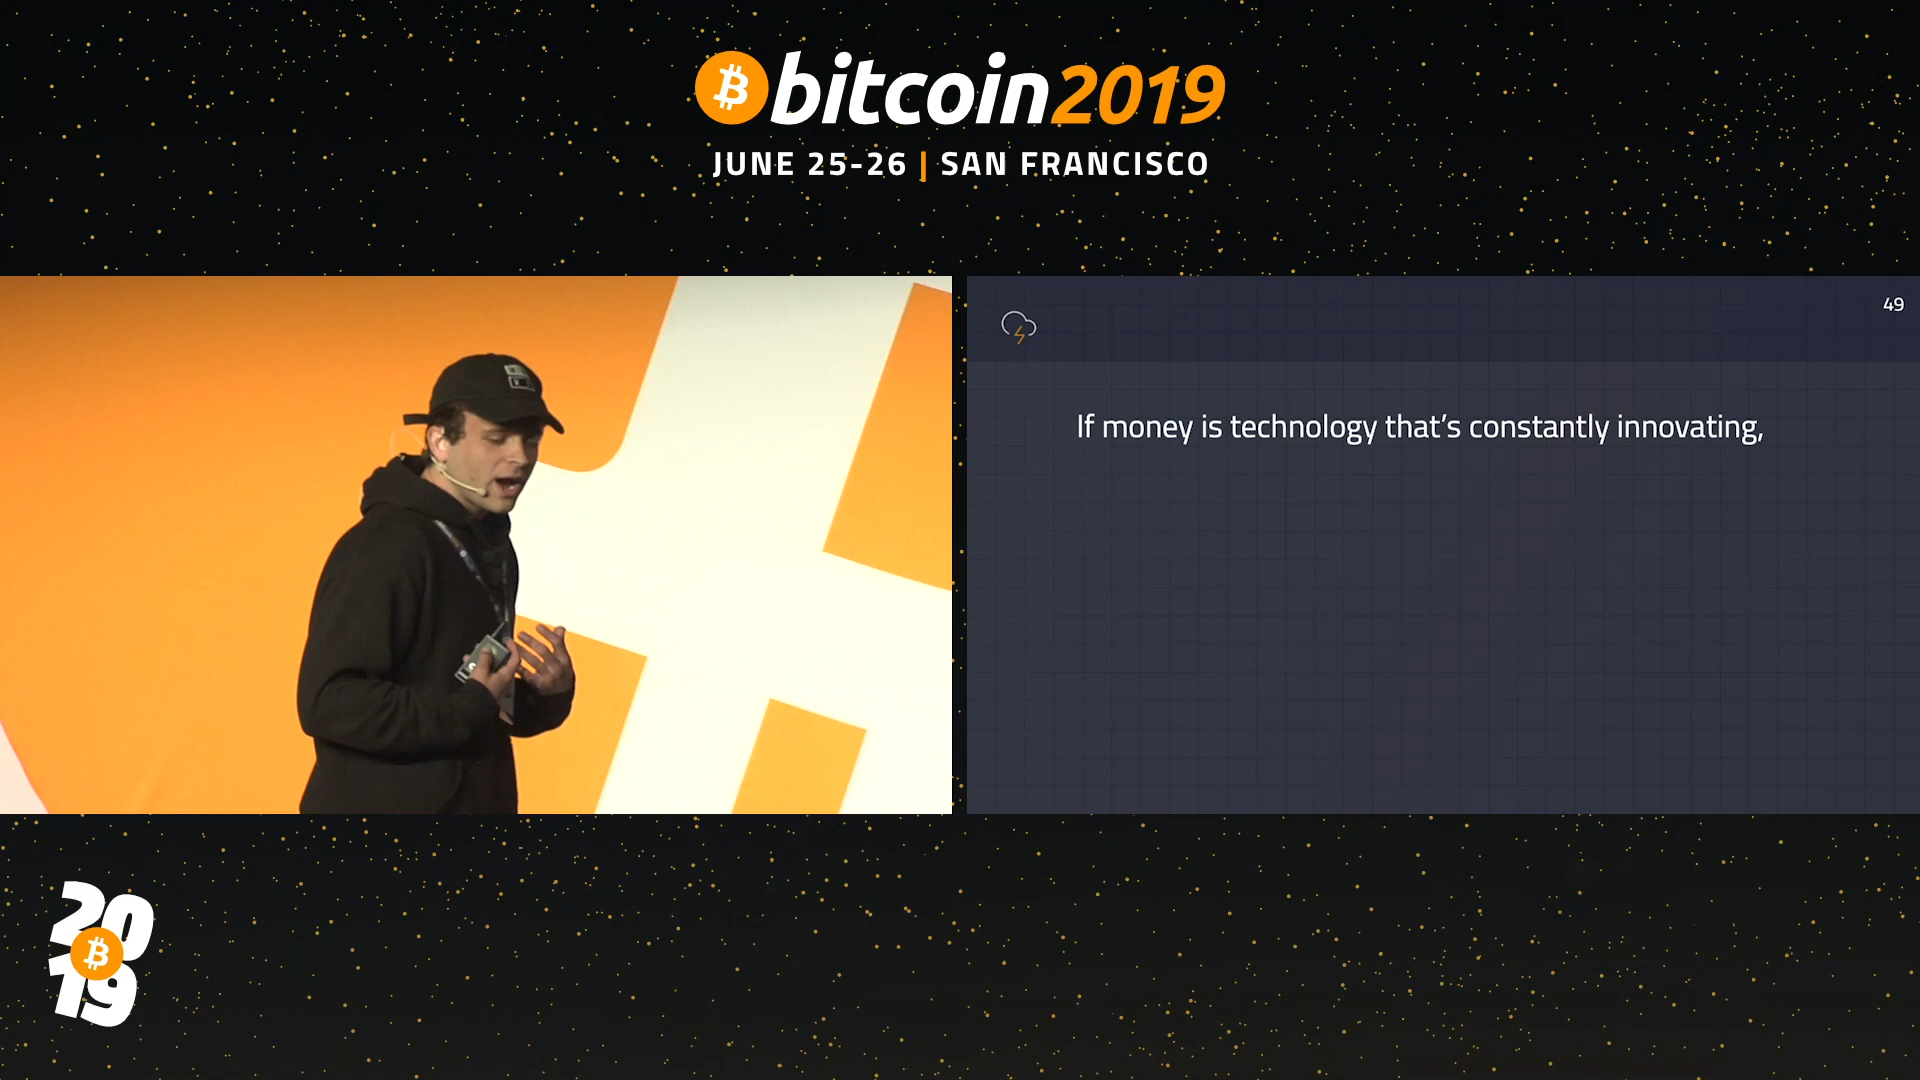 bitcoin2019
JUNE 25-26 | SAN FRANCISCO
49
If money is technology that's constantly innovating,
20
19